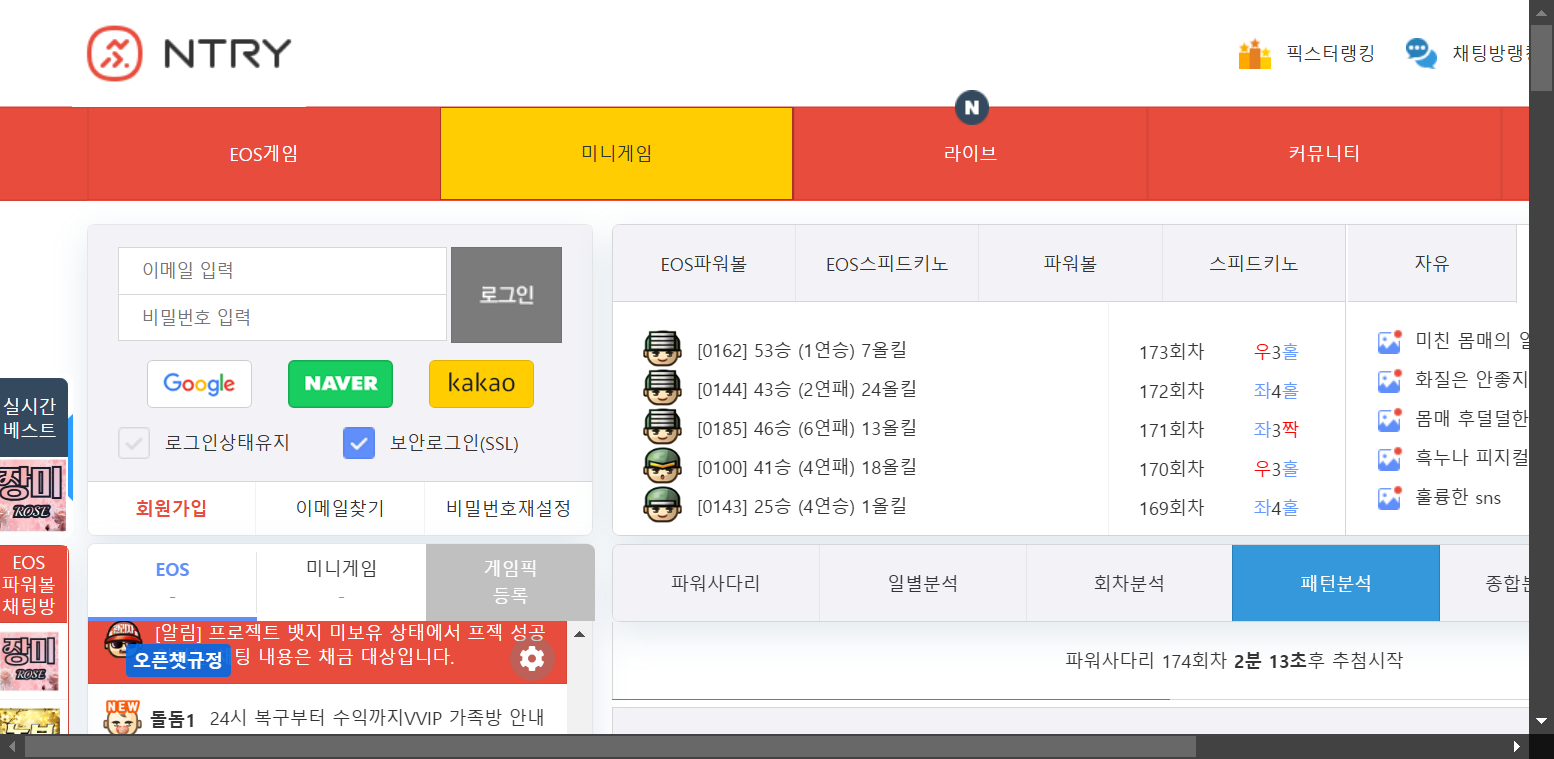 NTRY
픽스터랭킹
채팅방랭킹
N
EOS게임
미니게임
라이브
커뮤니티
이메일 입력
비밀번호 입력
로그인
Google
NAVER
kakao
로그인상태유지
보안로그인(SSL)
회원가입
이메일찾기
비밀번호재설정
EOS파워볼
EOS스피드키노
파워볼
스피드키노
자유
[0162] 53승 (1연승) 7올킬
[0144] 43승 (2연패) 24올킬
[0185] 46승 (6연패) 13올킬
[0100] 41승 (4연패) 18올킬
[0143] 25승 (4연승) 1올킬
173회차 우3홀
172회차 좌4홀
171회차 좌3짝
170회차 우3홀
169회차 좌4홀
미친 몸매의
화질은 안좋지
몸매 후덜덜한
흑누나 피지컬
훌륭한 sns
실시간
베스트
장미
ROSE
EOS
파워볼
채팅방
장미
ROSE
EOS
-
미니게임
-
게임픽
등록
[알림] 프로젝트 뱃지 미보유 상태에서 프젝 성공
오픈챗규정
팅 내용은 채금 대상입니다.
NEW
돌돔1 24시 복구부터 수익까지VVIP 가족방 안내
파워사다리
일별분석
회차분석
패턴분석
종합분
파워사다리 174회차 2분 13초후 추첨시작